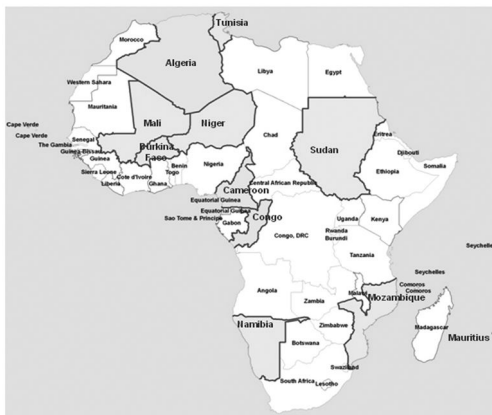 Tunisia
Morocco
Algeria
Libya
Egypt
Western Sahara
Mauritania
Mali
Niger
Cape Verde
Cape Verde
Senegal
The Gambia
Guinea-Bissau
Guinea
Burkina
Faso
Chad
Sudan
Eritrea
Djibouti
Somalia
Ethiopia
Sierra Leone
Liberia
Cote d'Ivoire
Ghana
Togo
Benin
Nigeria
Cameroon
Central African Republic
Equatorial Guinea
Equatorial Guinea
Sao Tome & Principe
Gabon
Congo
Congo, DRC
Uganda
Kenya
Rwanda
Burundi
Tanzania
Seychelles
Seychelles
Comoros
Comoros
Angola
Zambia
Malawi
Mozambique
Namibia
Zimbabwe
Botswana
Madagascar
Mauritius
Swaziland
South Africa
Lesotho